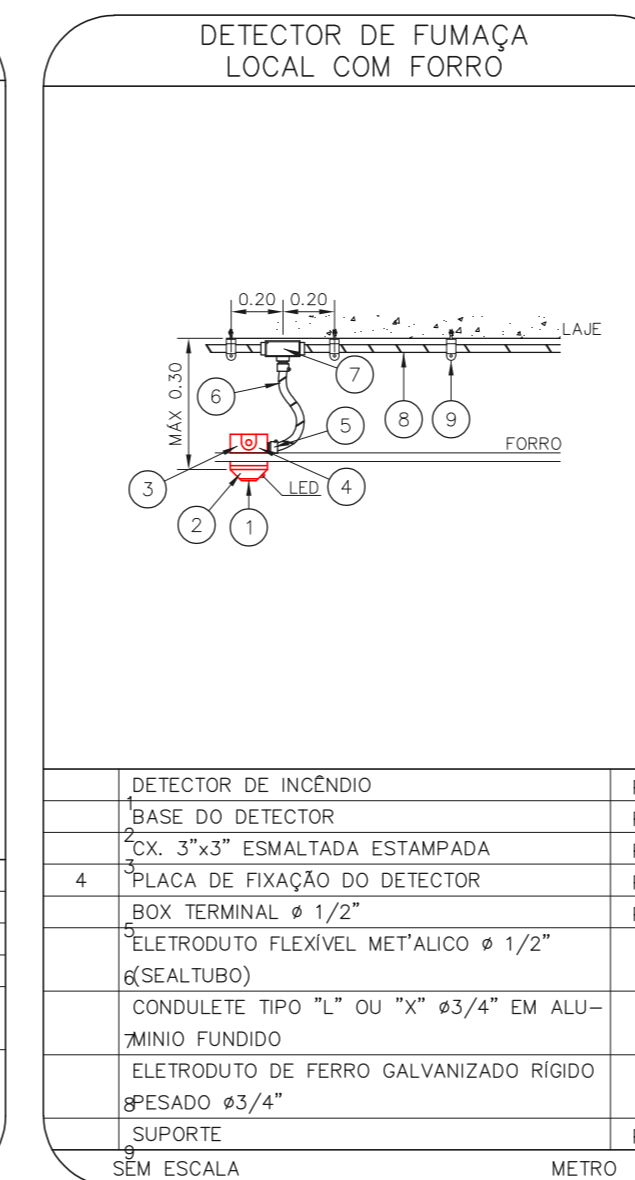 DETECTOR DE FUMAÇA
LOCAL COM FORRO
0.20 0.20
LAJE
MÁX 0.30
7
6
8
9
5
FORRO
3
LED
4
2
1
DETECTOR DE INCÊNDIO
1
BASE DO DETECTOR
2
CX. 3"x3" ESMALTADA ESTAMPADA
3
4 PLACA DE FIXAÇÃO DO DETECTOR
BOX TERMINAL ø 1/2"
5
ELETRODUTO FLEXÍVEL MET'ALICO ø 1/2"
6 (SEALTUBO)
CONDULETE TIPO "L" OU "X" ø3/4" EM ALU-
7 MINIO FUNDIDO
ELETRODUTO DE FERRO GALVANIZADO RÍGIDO
8 PESADO ø3/4"
SUPORTE
9
SEM ESCALA METRO